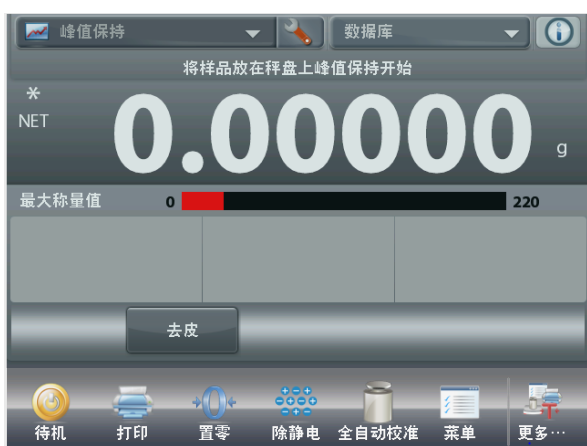 峰值保持 数据库
将样品放在秤盘上峰值保持开始
*
NET
0.00000 g
最大称量值 0 220
去皮
待机 打印 置零 除静电 全自动校准 菜单 更多…